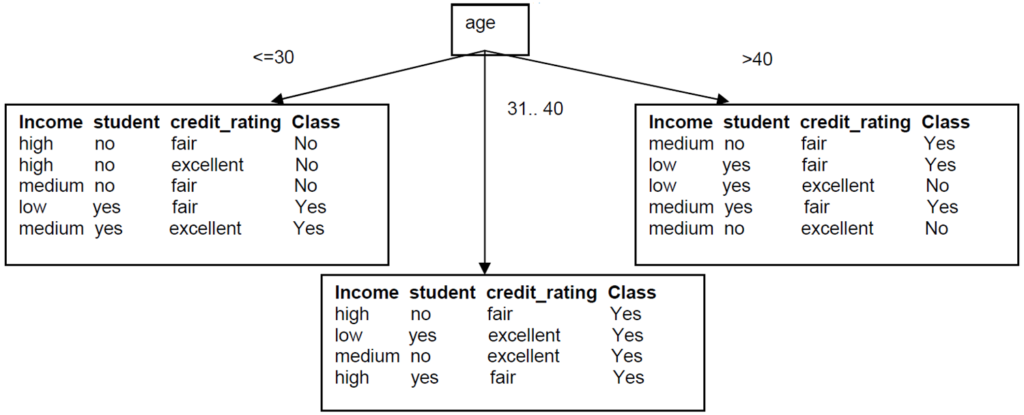 age
<=30
>40
31.. 40
Income student credit_rating Class
high no fair No
high no excellent No
medium no fair No
low yes fair Yes
medium yes excellent Yes
Income student credit_rating Class
medium no fair Yes
low yes fair Yes
low yes excellent No
medium yes fair Yes
medium no excellent No
Income student credit_rating Class
high no fair Yes
low yes excellent Yes
medium no excellent Yes
high yes fair Yes